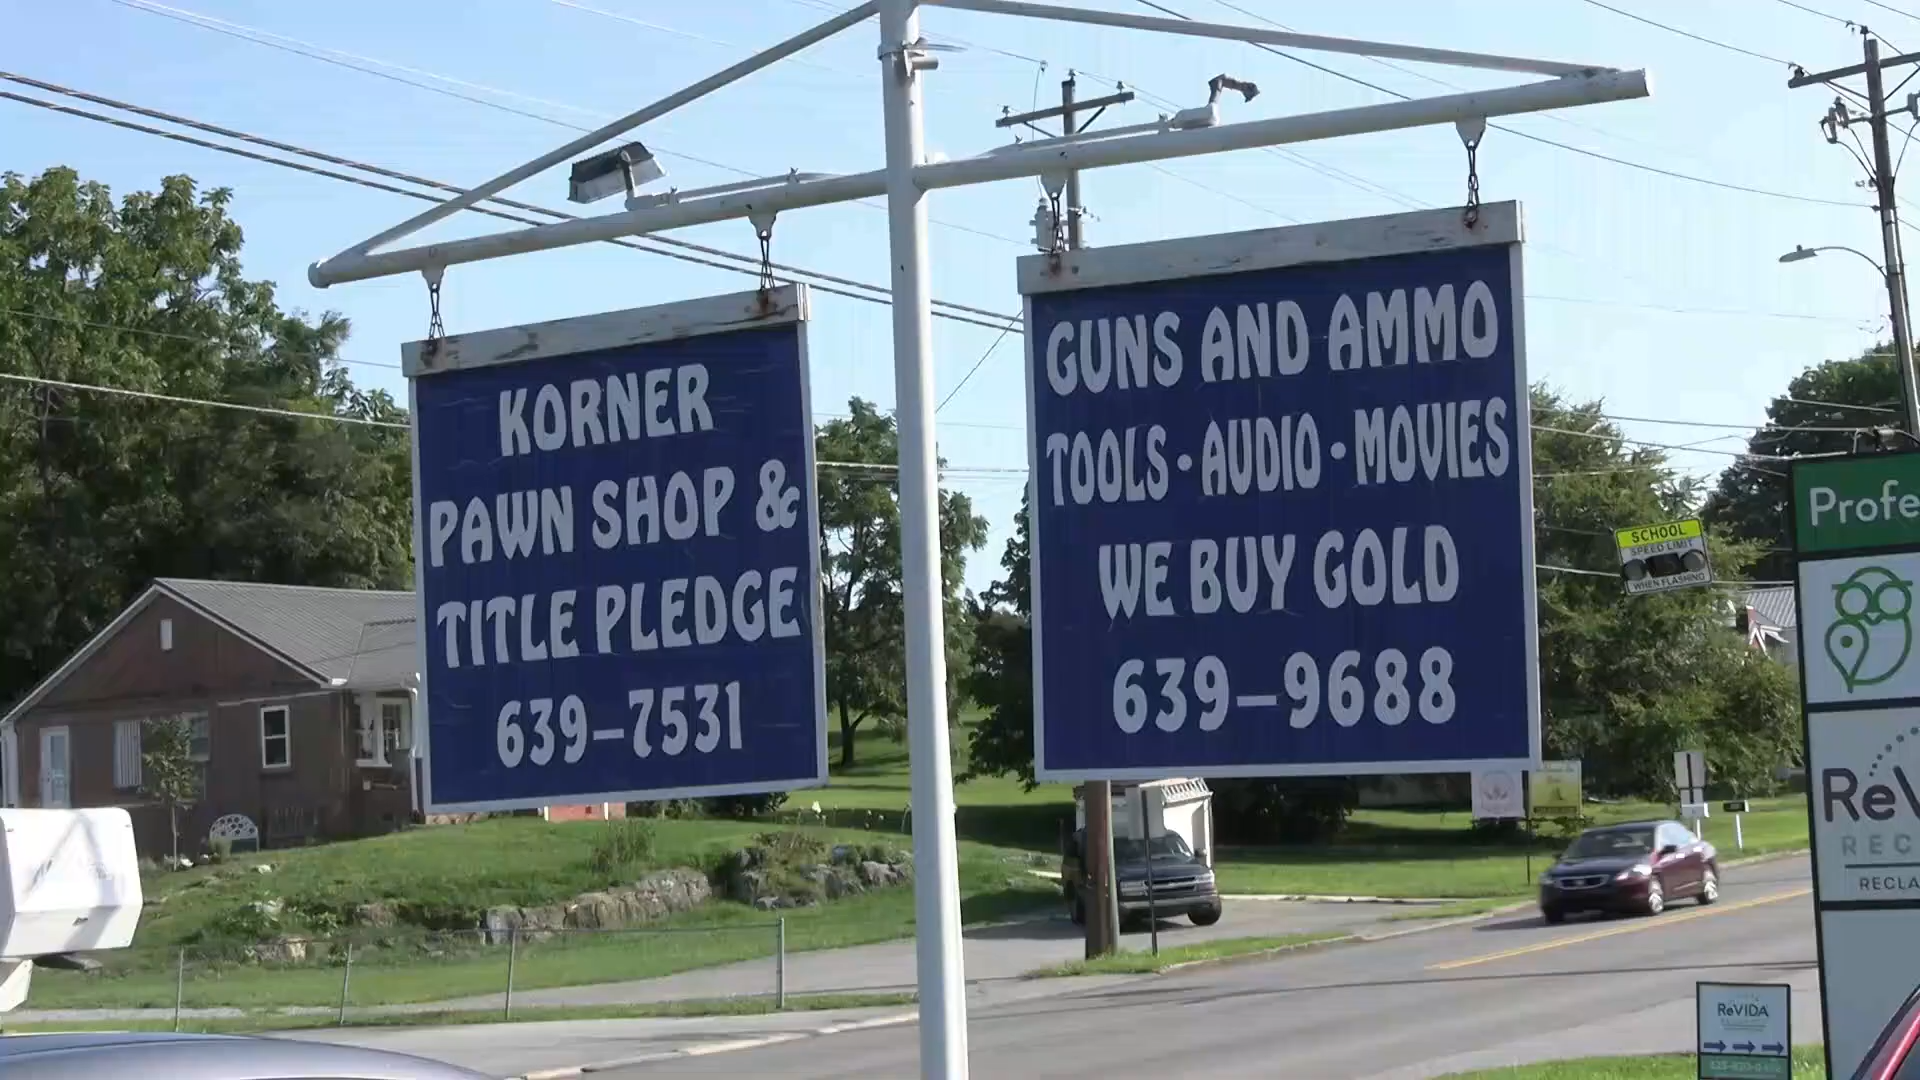 KORNER
PAWN SHOP &
TITLE PLEDGE
639-7531
GUNS AND AMMO
TOOLS • AUDIO • MOVIES
WE BUY GOLD
639-9688
SCHOOL
SPEED LIMIT
WHEN FLASHING
Profe
ReV
REC
RECLA
ReVIDA